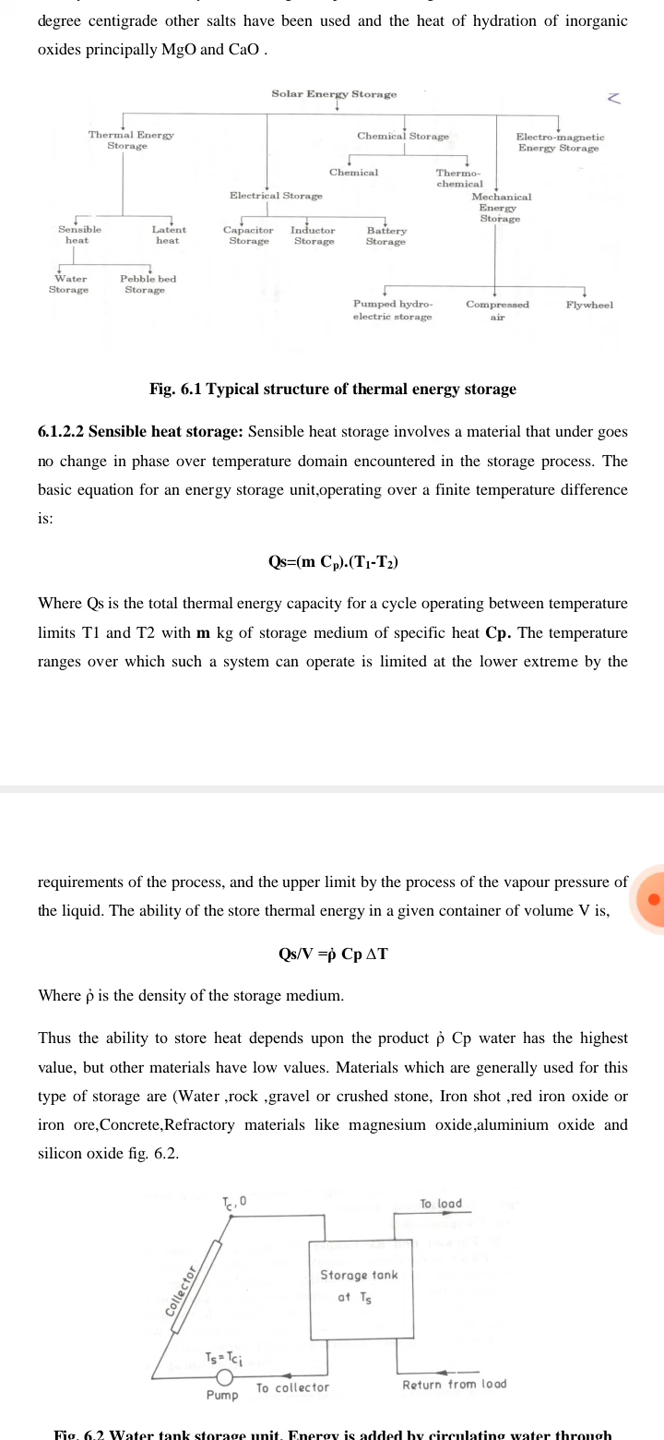 degree centigrade other salts have been used and the heat of hydration of inorganic
oxides principally MgO and CaO .
Solar Energy Storage
Thermal Energy
Storage
Chemical Storage
Electro-magnetic
Energy Storage
Chemical
Thermo-
chemical
Electrical Storage
Mechanical
Energy
Storage
Sensible
heat
Latent
heat
Capacitor
Storage
Inductor
Storage
Battery
Storage
Water
Storage
Pebble bed
Storage
Pumped hydro-
electric storage
Compressed
air
Flywheel
Fig. 6.1 Typical structure of thermal energy storage
6.1.2.2 Sensible heat storage: Sensible heat storage involves a material that under goes
no change in phase over temperature domain encountered in the storage process. The
basic equation for an energy storage unit,operating over a finite temperature difference
is:
Qs=(m Cₚ).(T₁-T₂)
Where Qs is the total thermal energy capacity for a cycle operating between temperature
limits T1 and T2 with m kg of storage medium of specific heat Cp. The temperature
ranges over which such a system can operate is limited at the lower extreme by the
requirements of the process, and the upper limit by the process of the vapour pressure of
the liquid. The ability of the store thermal energy in a given container of volume V is,
Qs/V =ρ̇ Cp ΔT
Where ρ̇ is the density of the storage medium.
Thus the ability to store heat depends upon the product ρ̇ Cp water has the highest
value, but other materials have low values. Materials which are generally used for this
type of storage are (Water ,rock ,gravel or crushed stone, Iron shot ,red iron oxide or
iron ore,Concrete,Refractory materials like magnesium oxide,aluminium oxide and
silicon oxide fig. 6.2.
Tc,0
To load
Collector
Storage tank
at Ts
Ts = Tci
Pump
To collector
Return from load
Fig. 6.2 Water tank storage unit. Energy is added by circulating water through